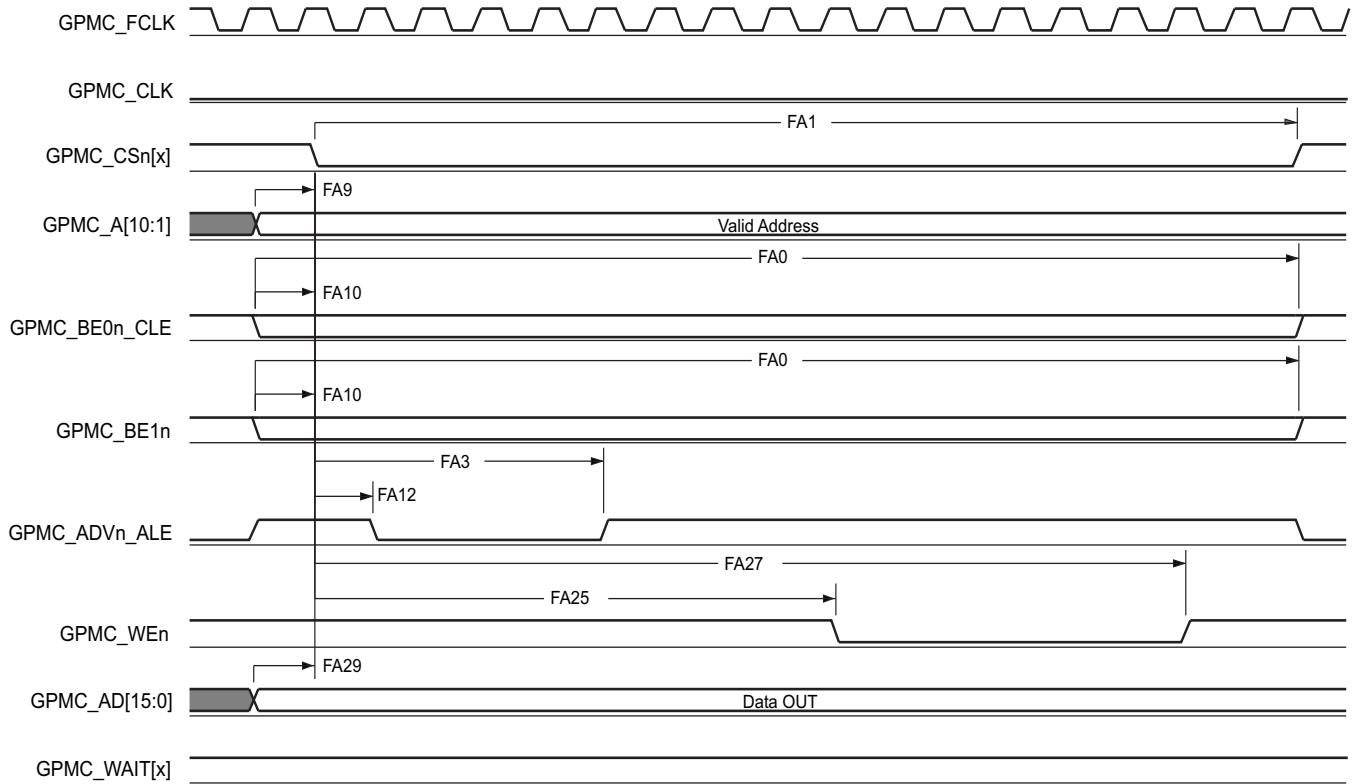 GPMC_FCLK
GPMC_CLK
FA1
GPMC_CSn[x]
FA9
GPMC_A[10:1]
Valid Address
FA0
FA10
GPMC_BE0n_CLE
FA0
FA10
GPMC_BE1n
FA3
FA12
GPMC_ADVn_ALE
FA27
FA25
GPMC_WEn
FA29
GPMC_AD[15:0]
Data OUT
GPMC_WAIT[x]